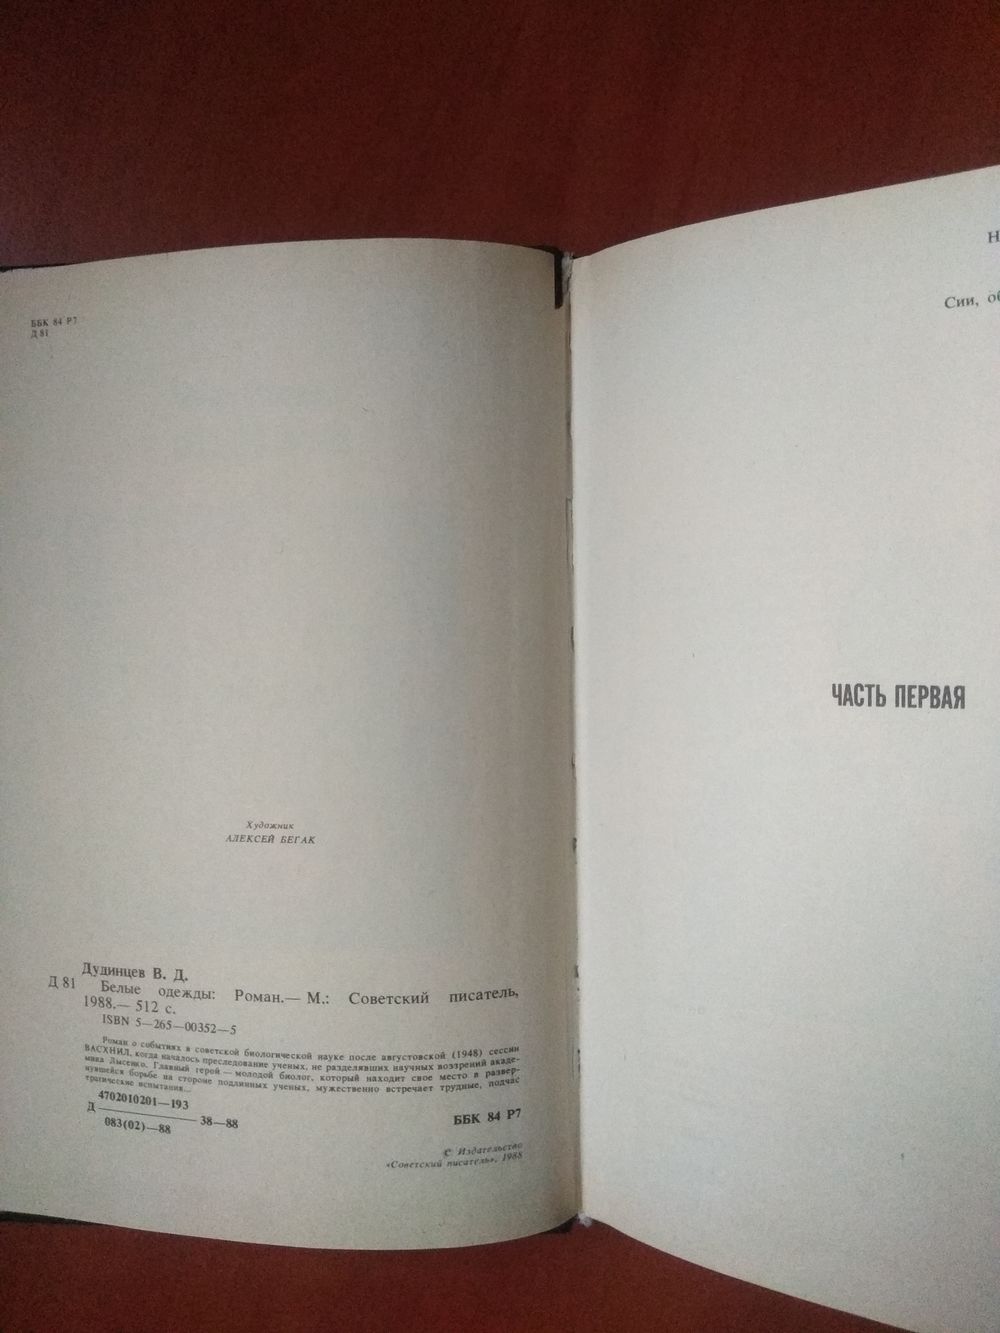 ББК 84 Р7
Д 81
Художник
АЛЕКСЕЙ БЕГАК
Дудинцев В. Д.
Д 81 Белые одежды: Роман.— М.: Советский писатель,
1988.— 512 с.
ISBN 5—265—00352—5
Роман о событиях в советской биологической науке после августовской (1948) сессии
ВАСХНИЛ, когда началось преследование ученых, не разделявших научных воззрений акаде-
мика Лысенко. Главный герой — молодой биолог, который находит свое место в развер-
нувшейся борьбе на стороне подлинных ученых, мужественно встречает трудные, подчас
трагические испытания...
4702010201—193
Д 38—88
083(02)—88
ББК 84 Р7
© Издательство
«Советский писатель», 1988
Н
Сии, об
ЧАСТЬ ПЕРВАЯ